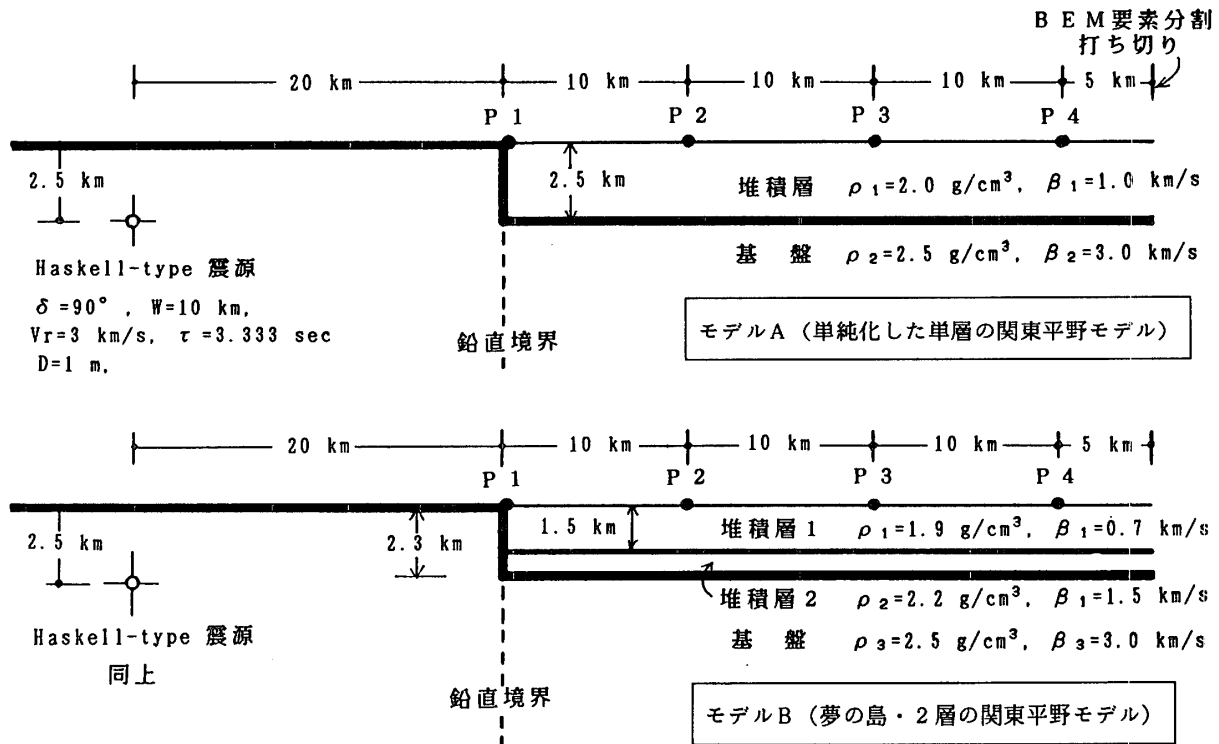 ＢＥＭ要素分割
打ち切り
20 km 10 km 10 km 10 km 5 km
P 1 P 2 P 3 P 4
2.5 km 2.5 km 堆積層 ρ₁=2.0 g/cm³, β₁=1.0 km/s
基 盤 ρ₂=2.5 g/cm³, β₂=3.0 km/s
Haskell-type 震源
δ=90°, W=10 km,
Vr=3 km/s, τ=3.333 sec
D=1 m,
鉛直境界
モデルA（単純化した単層の関東平野モデル）
20 km 10 km 10 km 10 km 5 km
P 1 P 2 P 3 P 4
2.5 km 2.3 km 1.5 km 堆積層1 ρ₁=1.9 g/cm³, β₁=0.7 km/s
堆積層2 ρ₂=2.2 g/cm³, β₁=1.5 km/s
Haskell-type 震源 基 盤 ρ₃=2.5 g/cm³, β₃=3.0 km/s
同上
鉛直境界
モデルB（夢の島・2層の関東平野モデル）